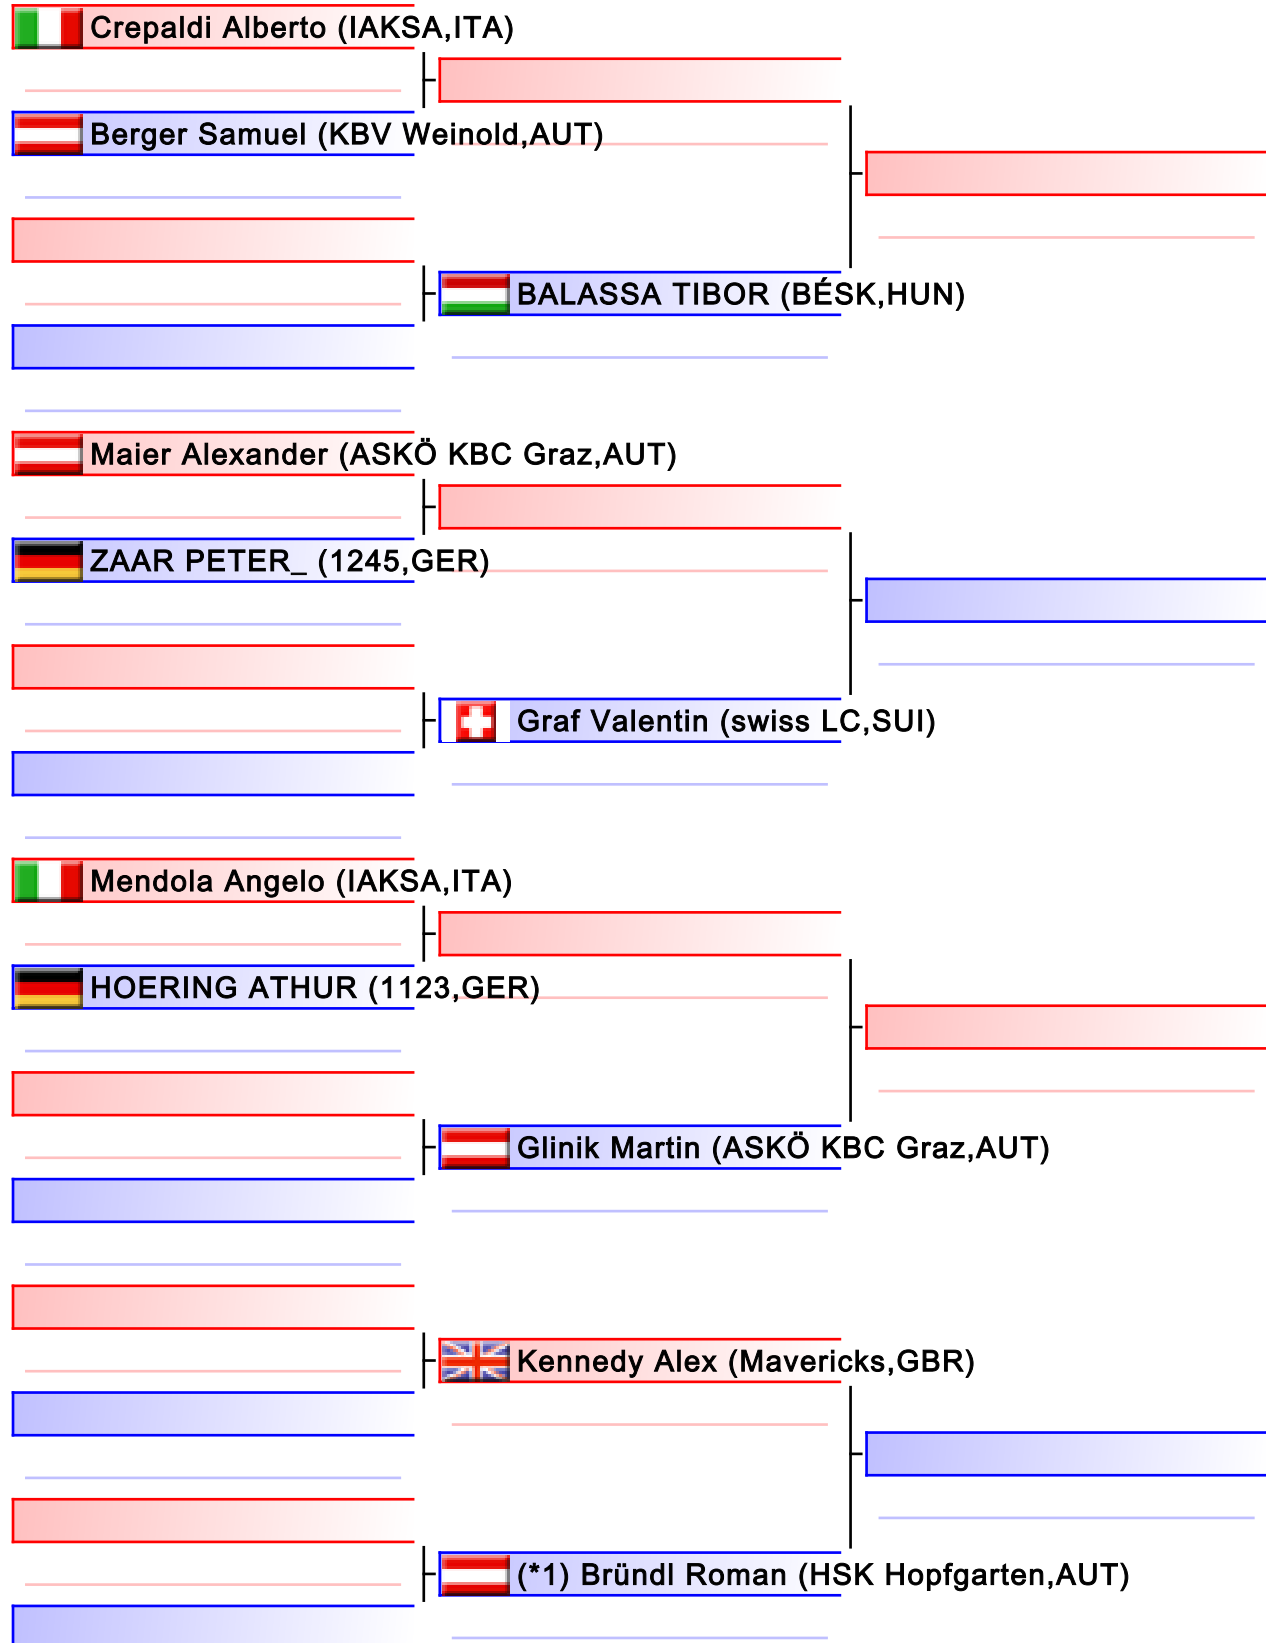 Crepaldi Alberto (IAKSA,ITA)
Berger Samuel (KBV Weinold,AUT)
BALASSA TIBOR (BÉSK,HUN)
Maier Alexander (ASKÖ KBC Graz,AUT)
ZAAR PETER_ (1245,GER)
Graf Valentin (swiss LC,SUI)
Mendola Angelo (IAKSA,ITA)
HOERING ATHUR (1123,GER)
Glinik Martin (ASKÖ KBC Graz,AUT)
Kennedy Alex (Mavericks,GBR)
(*1) Bründl Roman (HSK Hopfgarten,AUT)